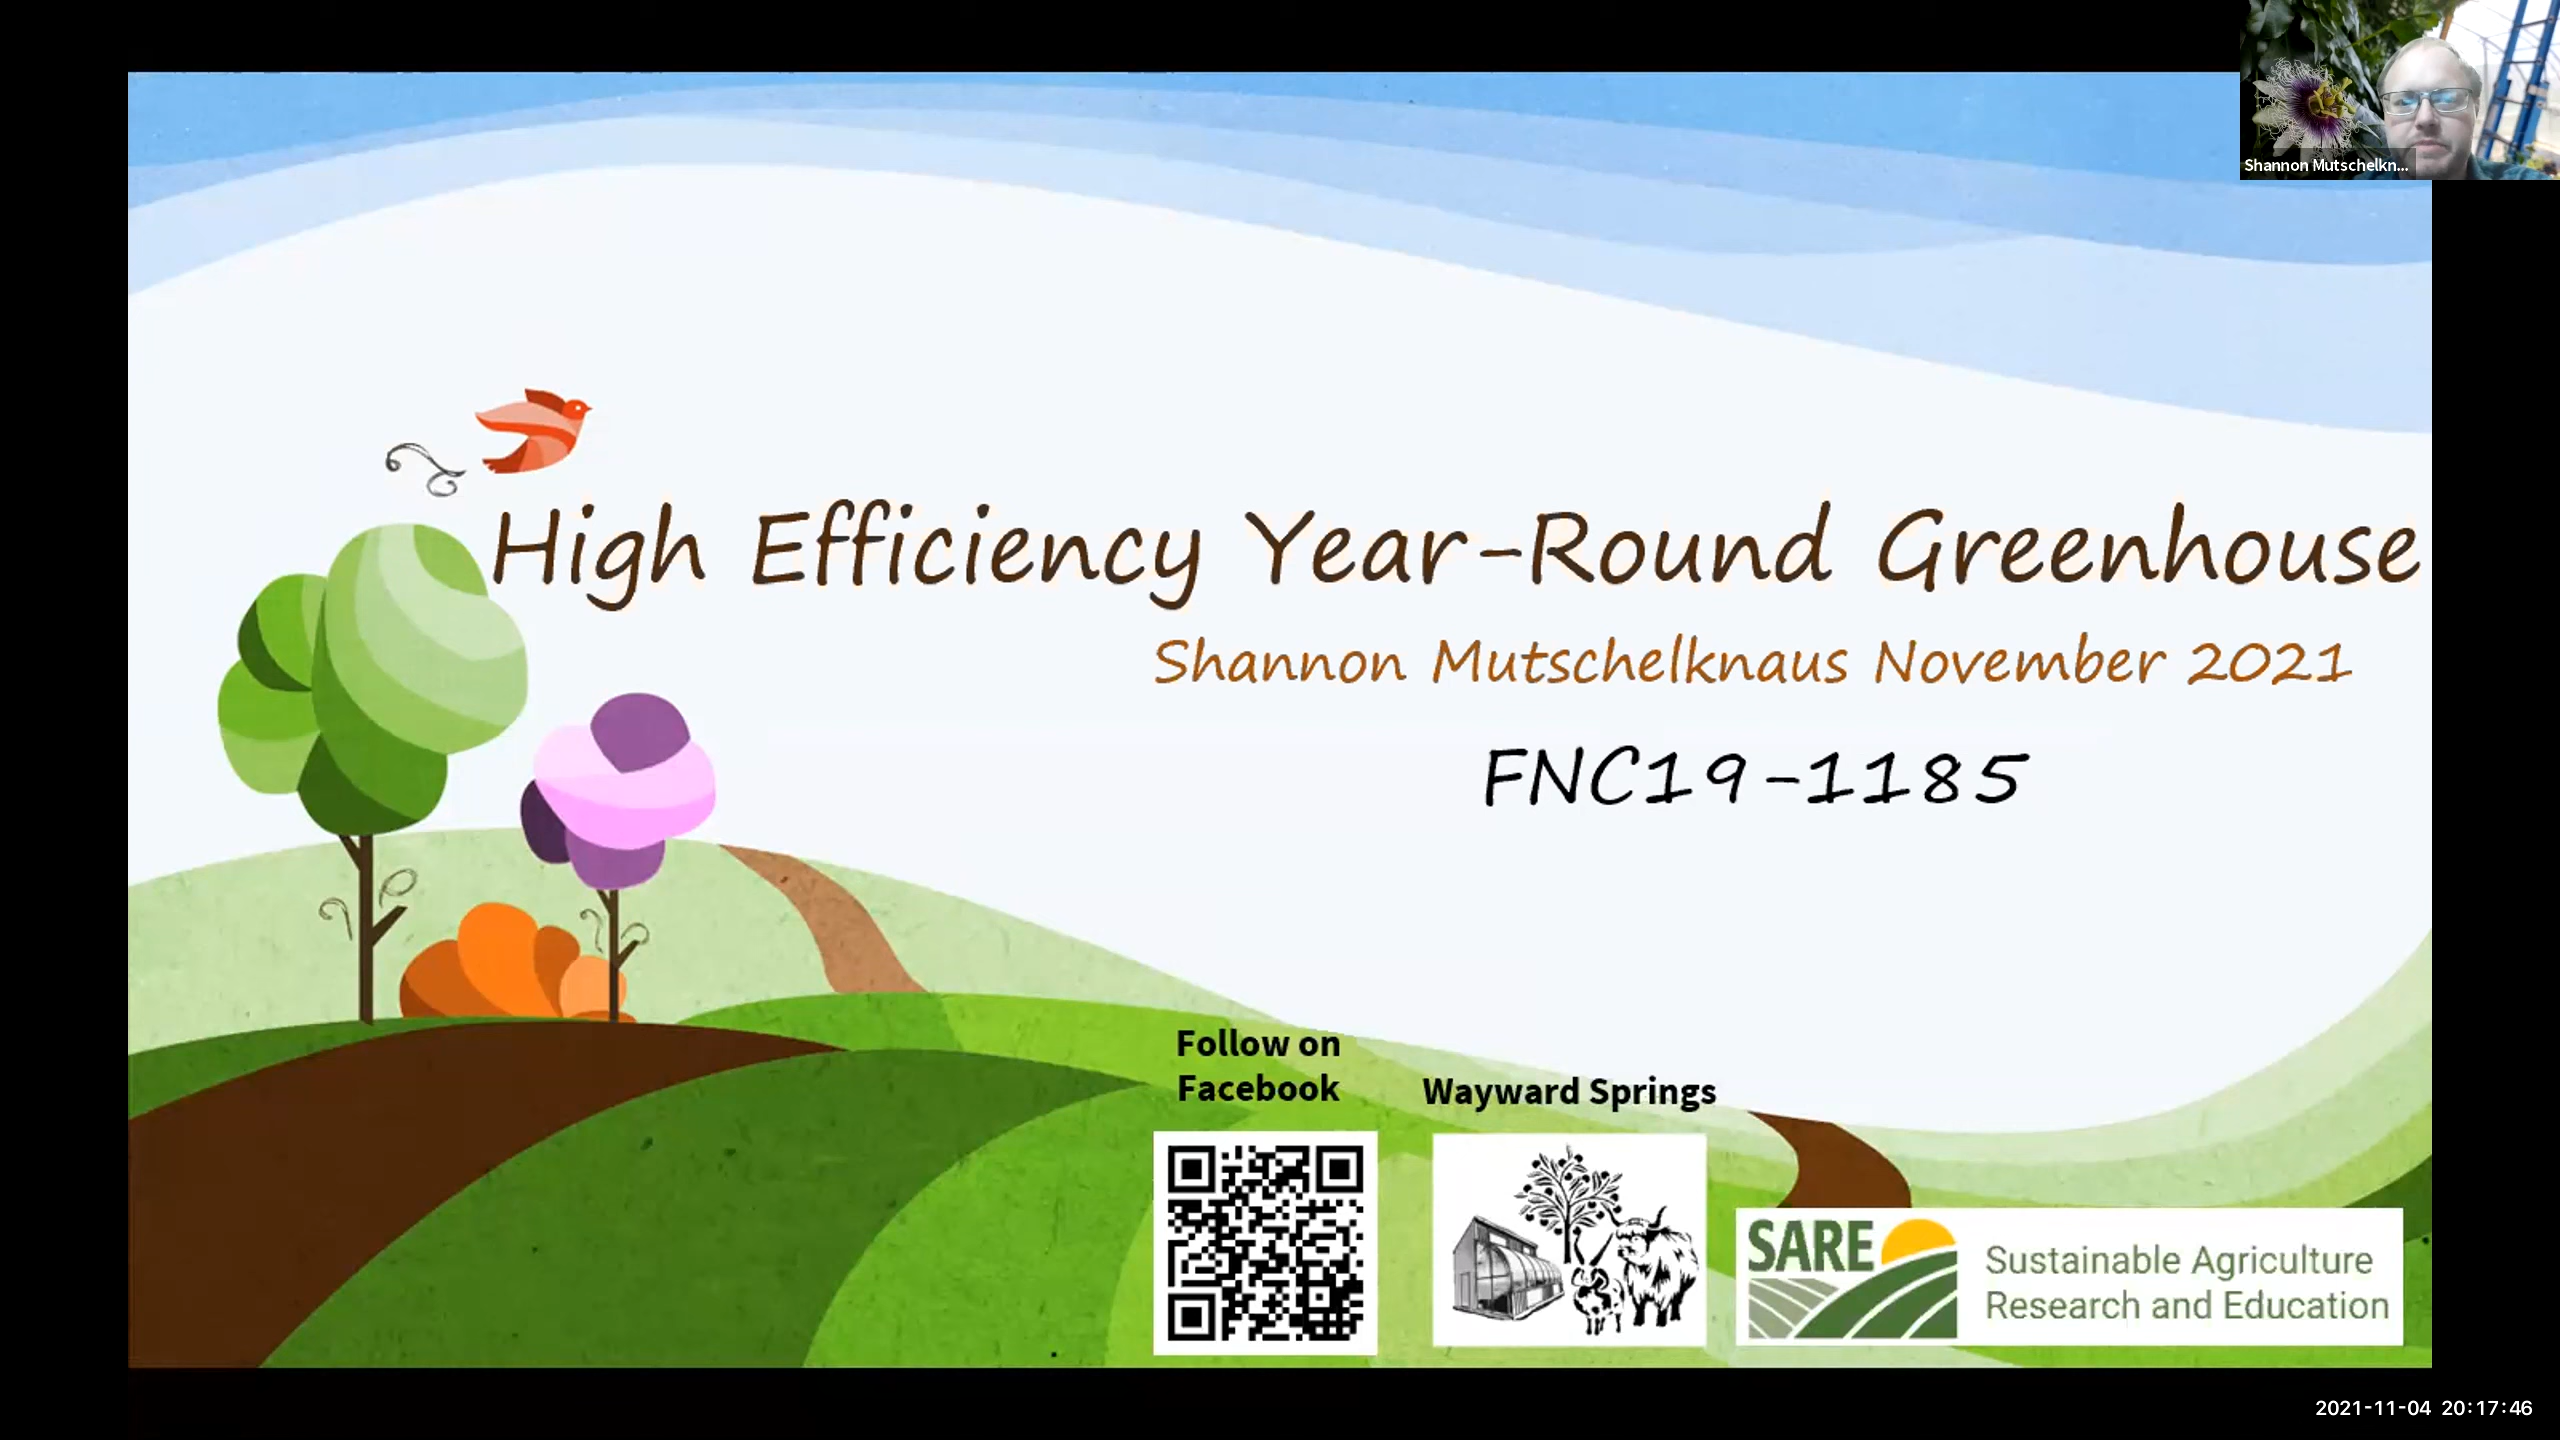 Shannon Mutschelkn...
High Efficiency Year-Round Greenhouse
Shannon Mutschelknaus November 2021
FNC19-1185
Follow on
Facebook
Wayward Springs
SARE
Sustainable Agriculture
Research and Education
2021-11-04 20:17:46